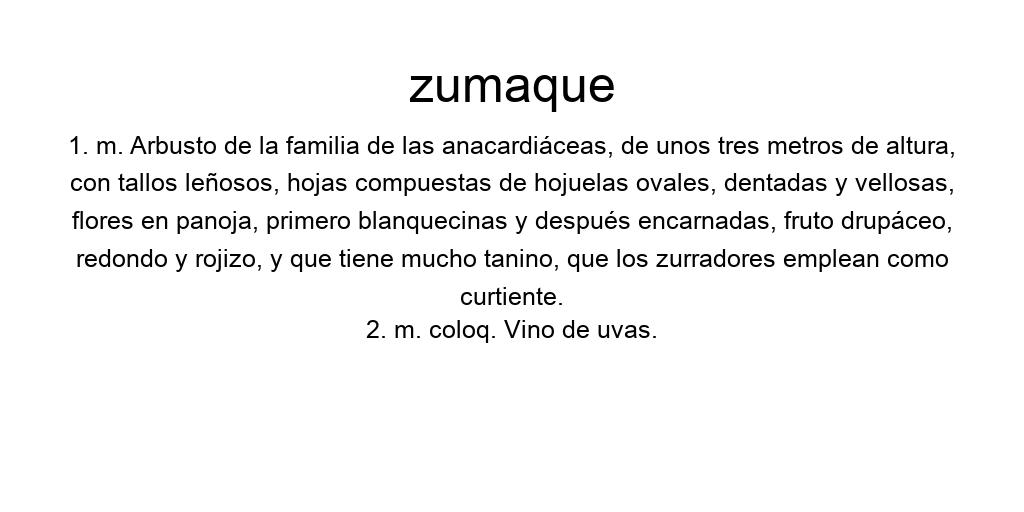 zumaque
1. m. Arbusto de la familia de las anacardiáceas, de unos tres metros de altura,
con tallos leñosos, hojas compuestas de hojuelas ovales, dentadas y vellosas,
flores en panoja, primero blanquecinas y después encarnadas, fruto drupáceo,
redondo y rojizo, y que tiene mucho tanino, que los zurradores emplean como
curtiente.
2. m. coloq. Vino de uvas.